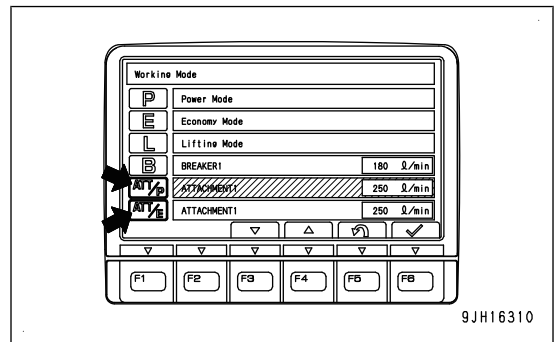 Working Mode
P Power Mode
E Economy Mode
L Lifting Mode
B BREAKER1 180 ℓ/min
ATT/P ATTACHMENT1 250 ℓ/min
ATT/E ATTACHMENT1 250 ℓ/min
F1 F2 F3 F4 F5 F6
9JH16310